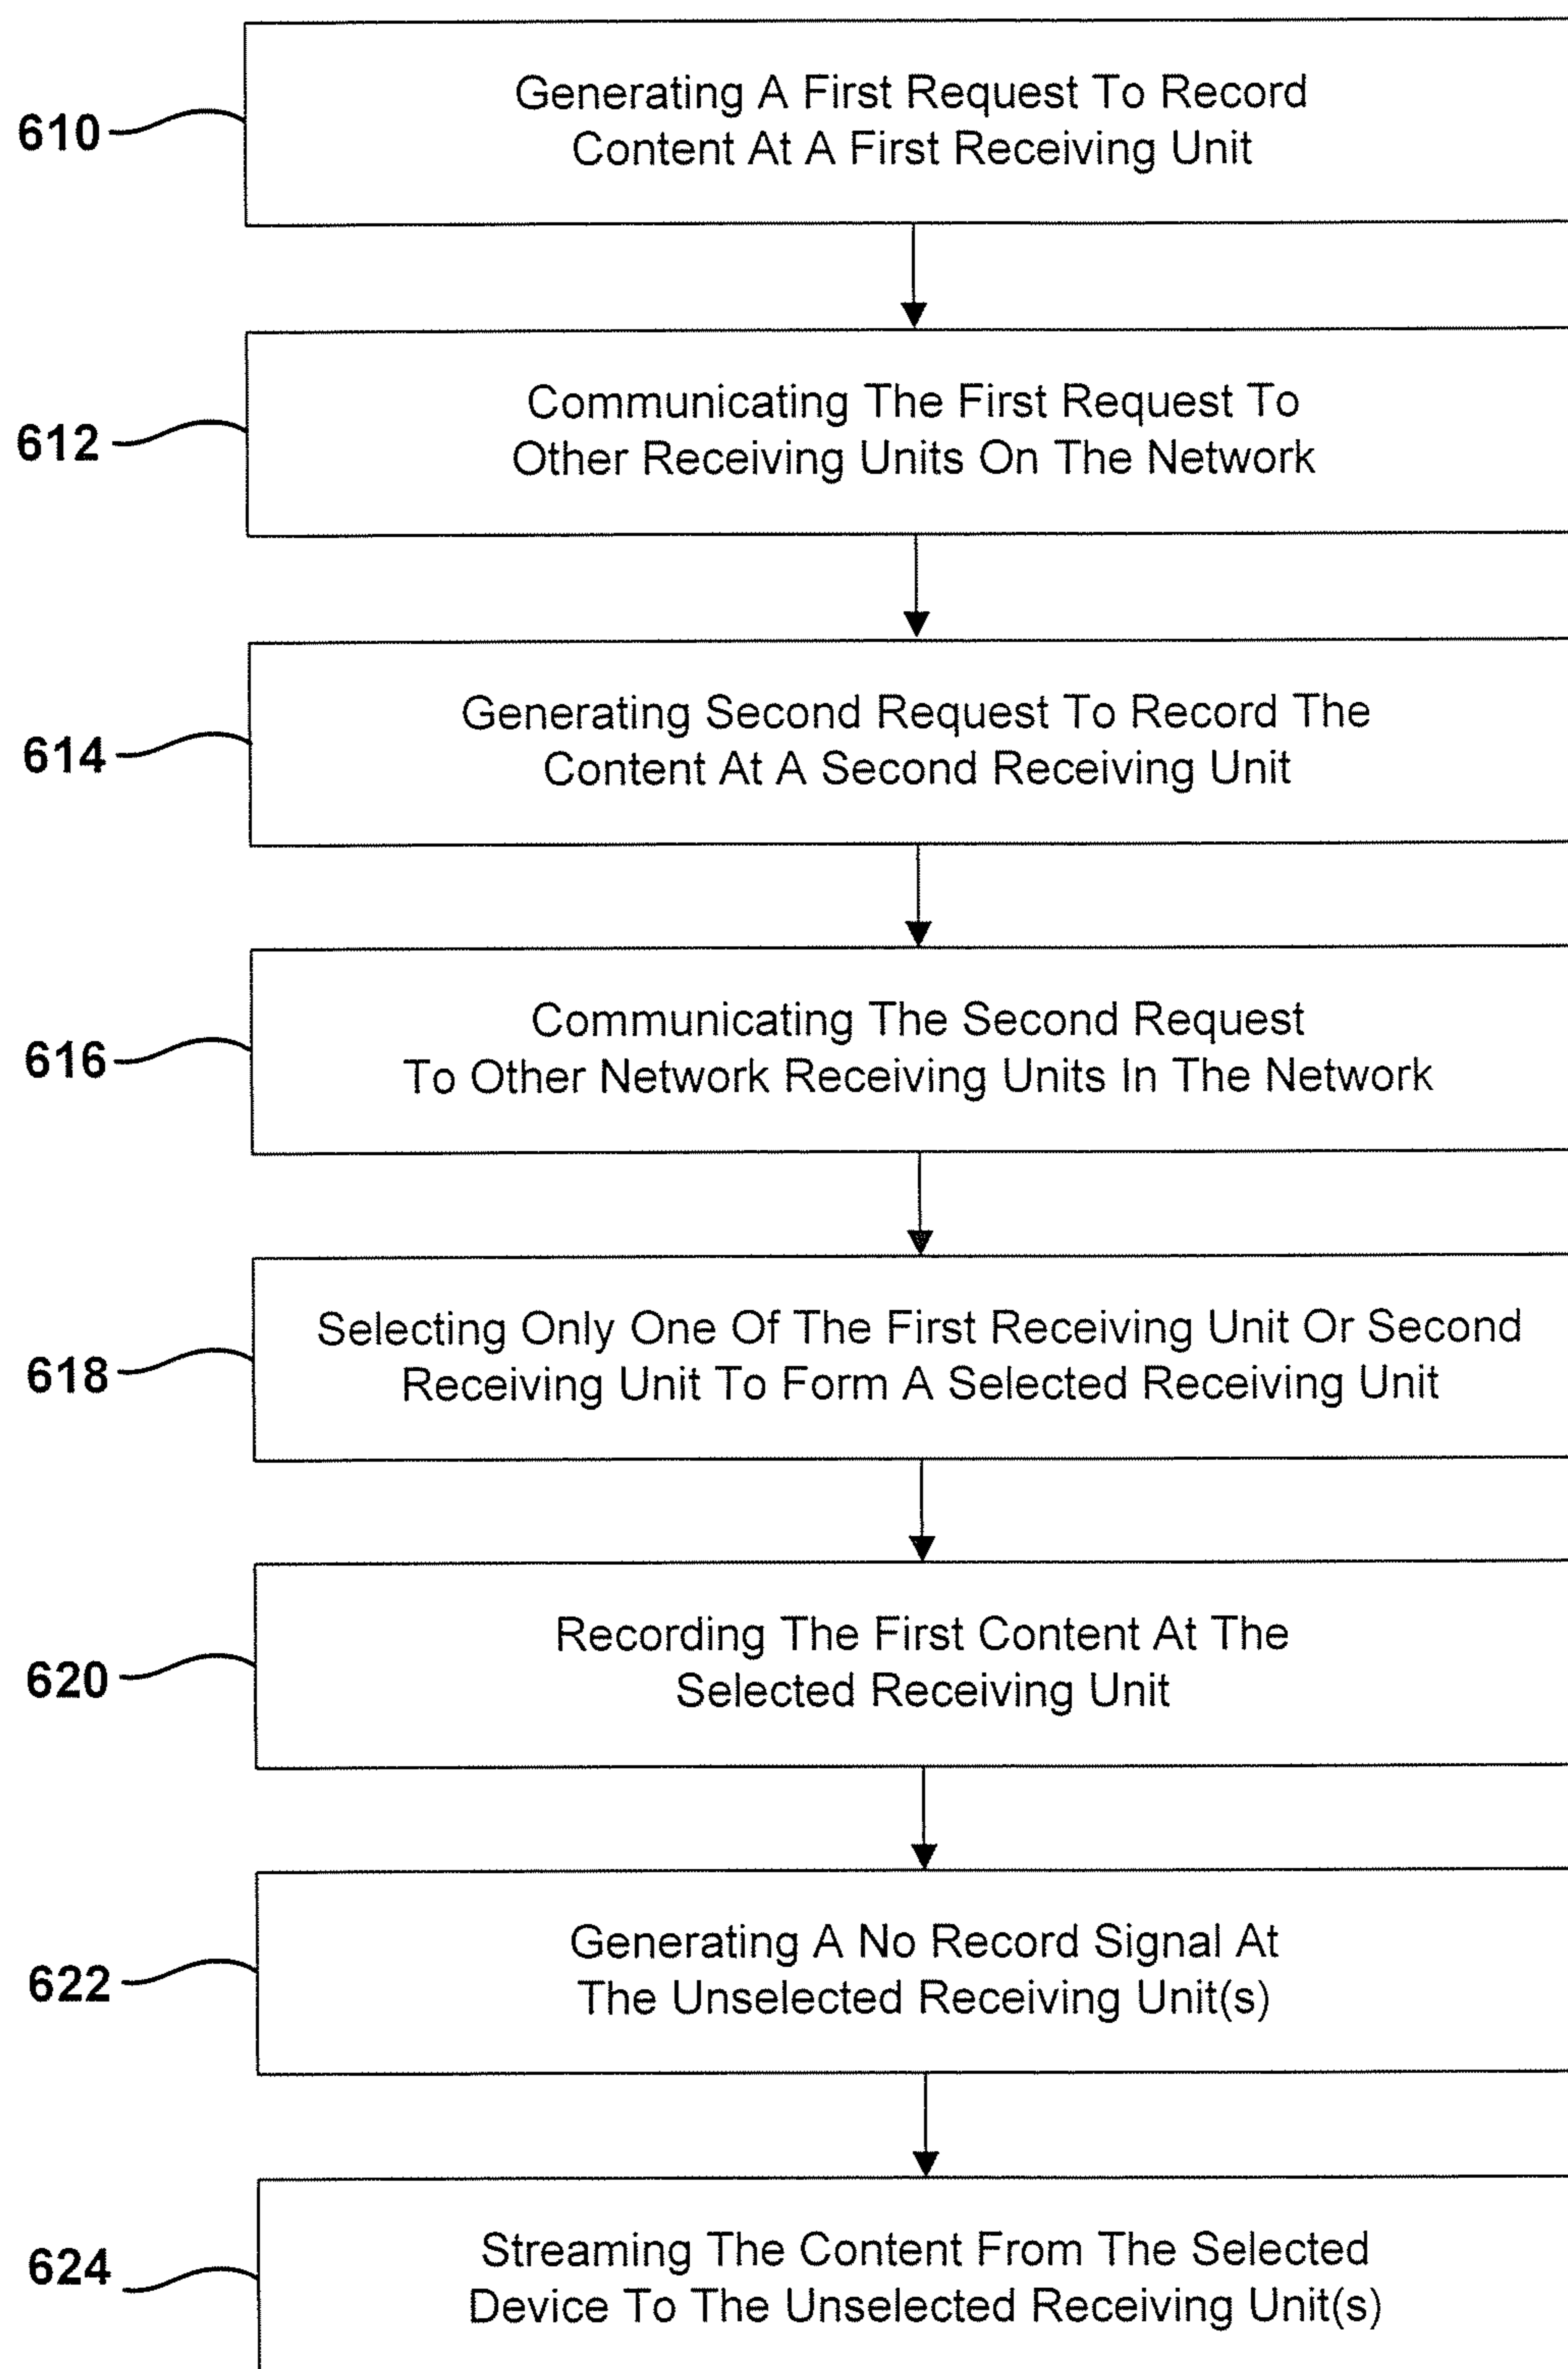 610
Generating A First Request To Record
Content At A First Receiving Unit
612
Communicating The First Request To
Other Receiving Units On The Network
614
Generating Second Request To Record The
Content At A Second Receiving Unit
616
Communicating The Second Request
To Other Network Receiving Units In The Network
618
Selecting Only One Of The First Receiving Unit Or Second
Receiving Unit To Form A Selected Receiving Unit
620
Recording The First Content At The
Selected Receiving Unit
622
Generating A No Record Signal At
The Unselected Receiving Unit(s)
624
Streaming The Content From The Selected
Device To The Unselected Receiving Unit(s)